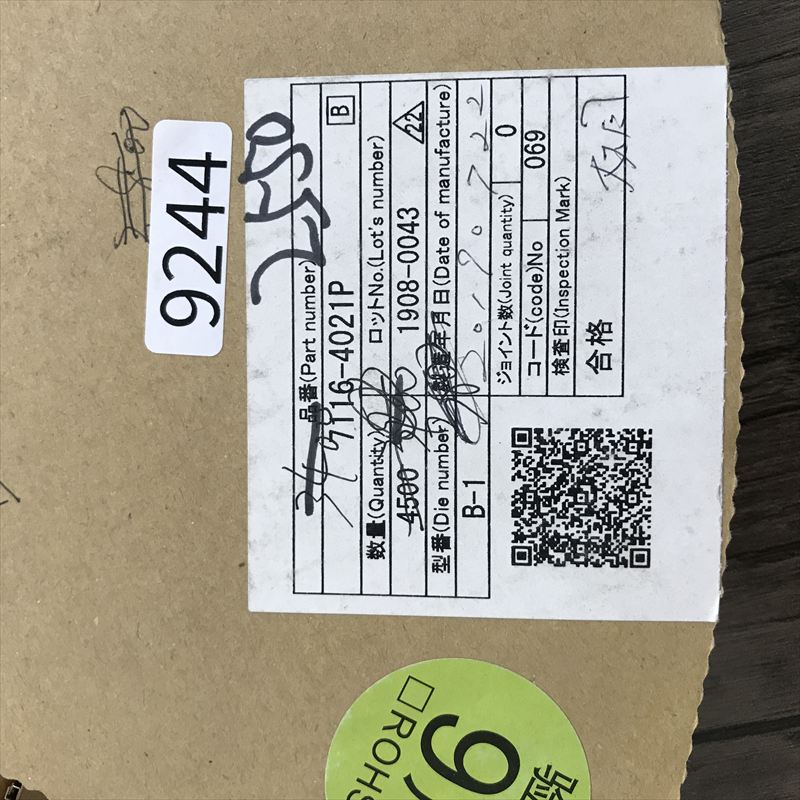 9244
2550
品番(Part number)
7116-4021P
B
数量(Quantity)
ロットNo.(Lot's number)
4500
1908-0043
22
型番(Die number)
製造年月日(Date of manufacture)
B-1
ジョイント数(Joint quantity)
0
コード(code)No
069
検査印(Inspection Mark)
合格
ROHS